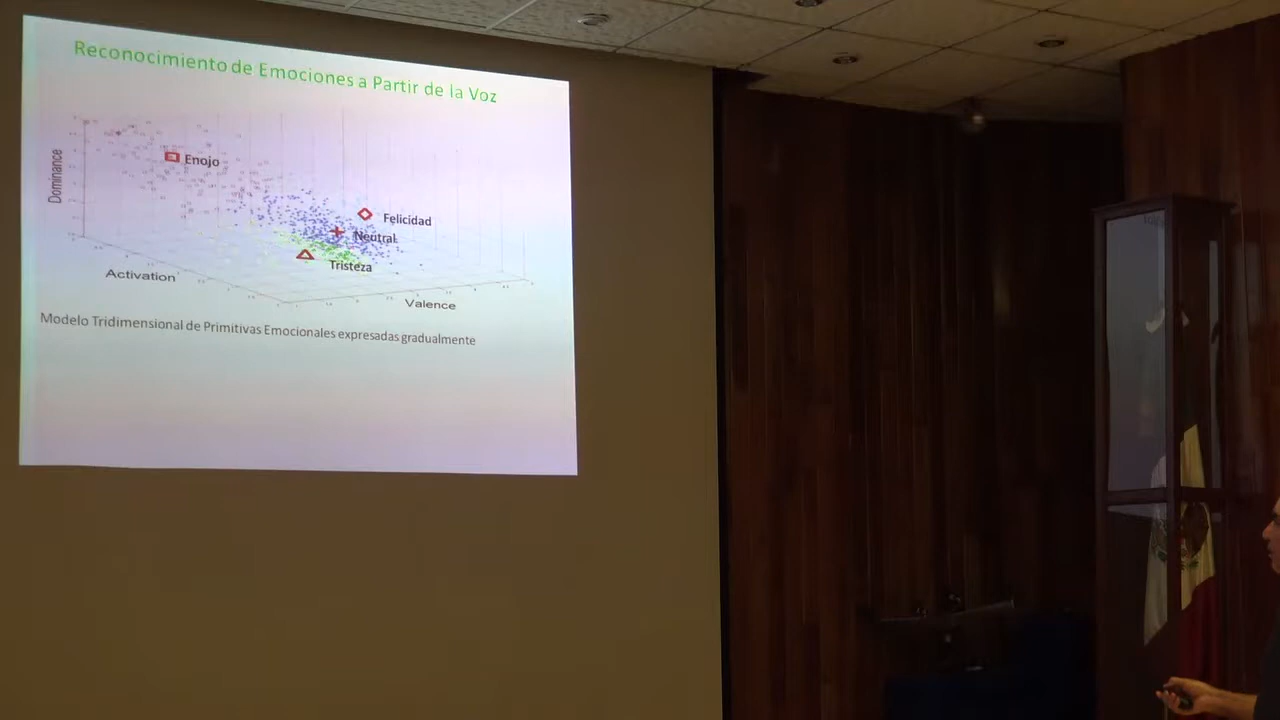 Reconocimiento de Emociones a Partir de la Voz
Dominance
Enojo
Felicidad
Neutral
Tristeza
Activation
Valence
Modelo Tridimensional de Primitivas Emocionales expresadas gradualmente